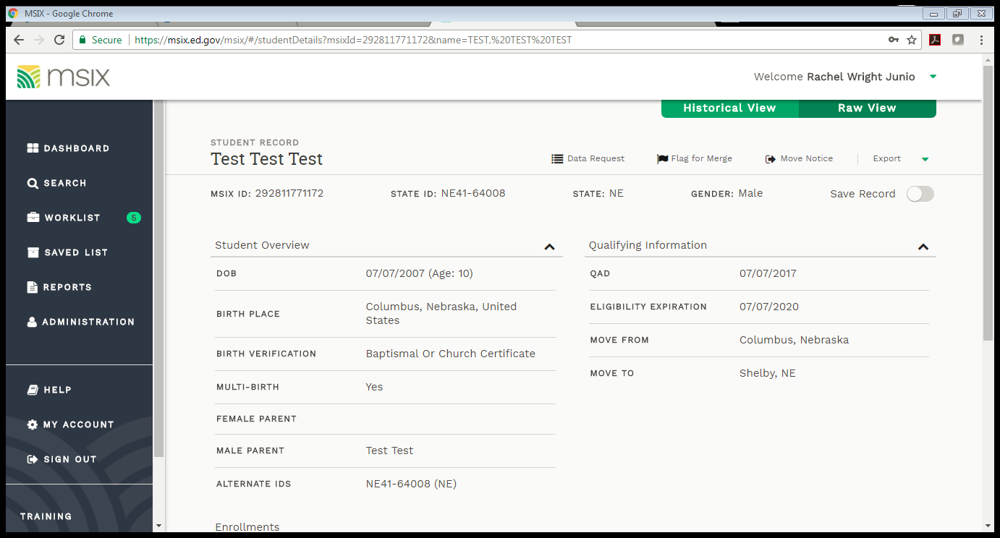 MSIX - Google Chrome
Secure https://msix.ed.gov/msix/#/studentDetails?msixId=292811771172&name=TEST,%20TEST%20TEST
msix
Welcome Rachel Wright Junio
Historical View Raw View
DASHBOARD
SEARCH
WORKLIST 5
SAVED LIST
REPORTS
ADMINISTRATION
HELP
MY ACCOUNT
SIGN OUT
TRAINING
STUDENT RECORD
Test Test Test
Data Request Flag for Merge Move Notice Export
MSIX ID: 292811771172 STATE ID: NE41-64008 STATE: NE GENDER: Male Save Record
Student Overview
DOB 07/07/2007 (Age: 10)
BIRTH PLACE Columbus, Nebraska, United
States
BIRTH VERIFICATION Baptismal Or Church Certificate
MULTI-BIRTH Yes
FEMALE PARENT
MALE PARENT Test Test
ALTERNATE IDS NE41-64008 (NE)
Enrollments
Qualifying Information
QAD 07/07/2017
ELIGIBILITY EXPIRATION 07/07/2020
MOVE FROM Columbus, Nebraska
MOVE TO Shelby, NE